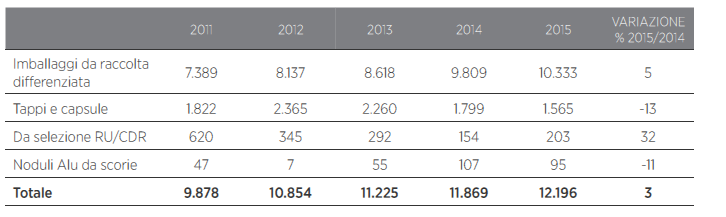 2011 2012 2013 2014 2015 VARIAZIONE % 2015/2014
Imballaggi da raccolta differenziata 7.389 8.137 8.618 9.809 10.333 5
Tappi e capsule 1.822 2.365 2.260 1.799 1.565 -13
Da selezione RU/CDR 620 345 292 154 203 32
Noduli Alu da scorie 47 7 55 107 95 -11
Totale 9.878 10.854 11.225 11.869 12.196 3